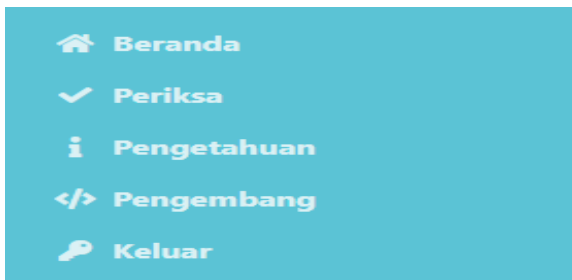 Beranda
Periksa
Pengetahuan
Pengembang
Keluar